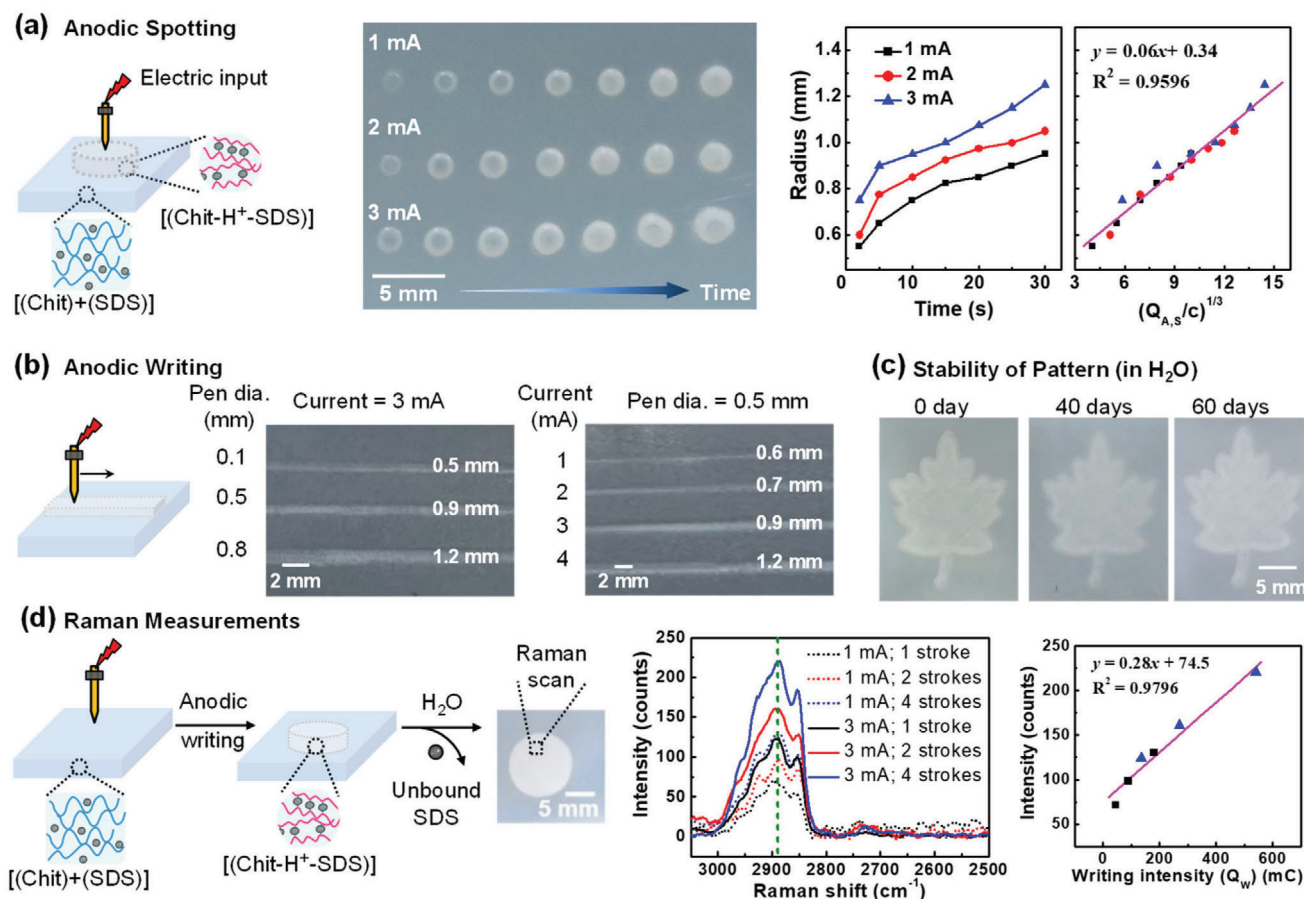 (a) Anodic Spotting
Electric input
[(Chit-H⁺-SDS)]
[(Chit)+(SDS)]
1 mA
2 mA
3 mA
5 mm
Time
Radius (mm)
1.4
1.2
1.0
0.8
0.6
1 mA
2 mA
3 mA
0 10 20 30
Time (s)
y = 0.06x+ 0.34
R² = 0.9596
3 6 9 12 15
(Q_A,S/c)^1/3
(b) Anodic Writing
Pen dia. (mm)
Current = 3 mA
0.1
0.5
0.8
0.5 mm
0.9 mm
1.2 mm
2 mm
Current (mA)
Pen dia. = 0.5 mm
1
2
3
4
0.6 mm
0.7 mm
0.9 mm
1.2 mm
2 mm
(c) Stability of Pattern (in H₂O)
0 day
40 days
60 days
5 mm
(d) Raman Measurements
[(Chit)+(SDS)]
Anodic
writing
[(Chit-H⁺-SDS)]
H₂O
Unbound
SDS
Raman
scan
5 mm
Intensity (counts)
250
200
150
100
50
0
1 mA; 1 stroke
1 mA; 2 strokes
1 mA; 4 strokes
3 mA; 1 stroke
3 mA; 2 strokes
3 mA; 4 strokes
3000 2900 2800 2700 2600 2500
Raman shift (cm⁻¹)
Intensity (counts)
250
200
150
100
50
y = 0.28x + 74.5
R² = 0.9796
0 200 400 600
Writing intensity (Q_W) (mC)